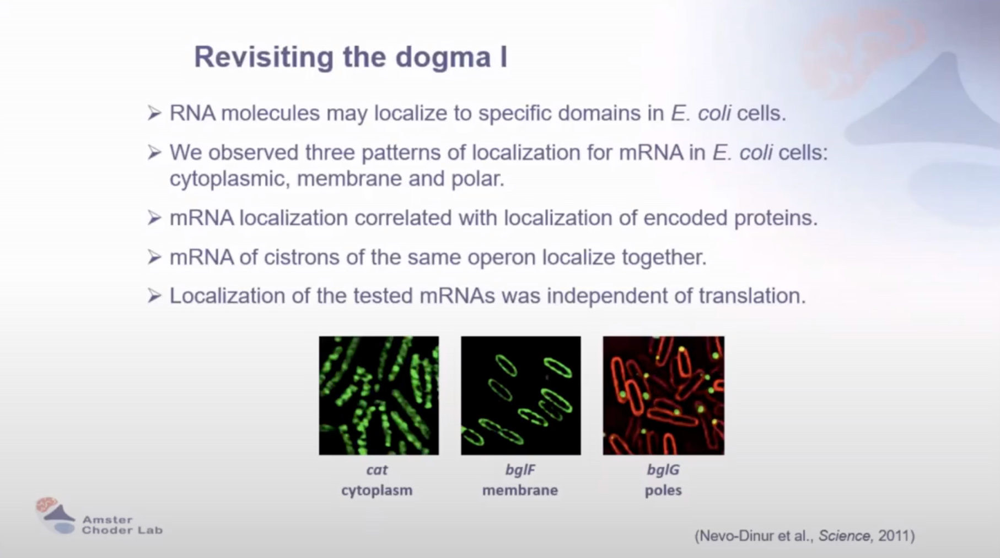 Revisiting the dogma I
➢ RNA molecules may localize to specific domains in E. coli cells.
➢ We observed three patterns of localization for mRNA in E. coli cells:
cytoplasmic, membrane and polar.
➢ mRNA localization correlated with localization of encoded proteins.
➢ mRNA of cistrons of the same operon localize together.
➢ Localization of the tested mRNAs was independent of translation.
cat
cytoplasm
bglF
membrane
bglG
poles
Amster
Choder Lab
(Nevo-Dinur et al., Science, 2011)